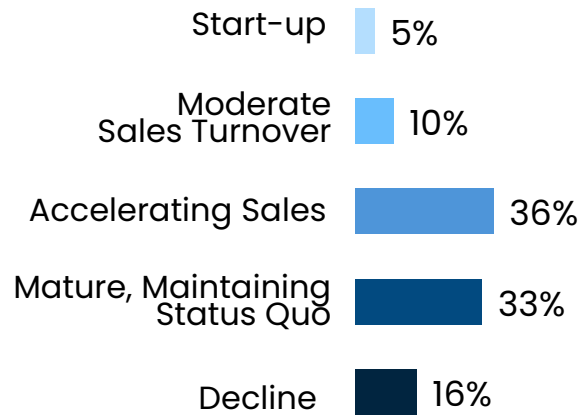 Start-up 5%
Moderate
Sales Turnover 10%
Accelerating Sales 36%
Mature, Maintaining
Status Quo 33%
Decline 16%